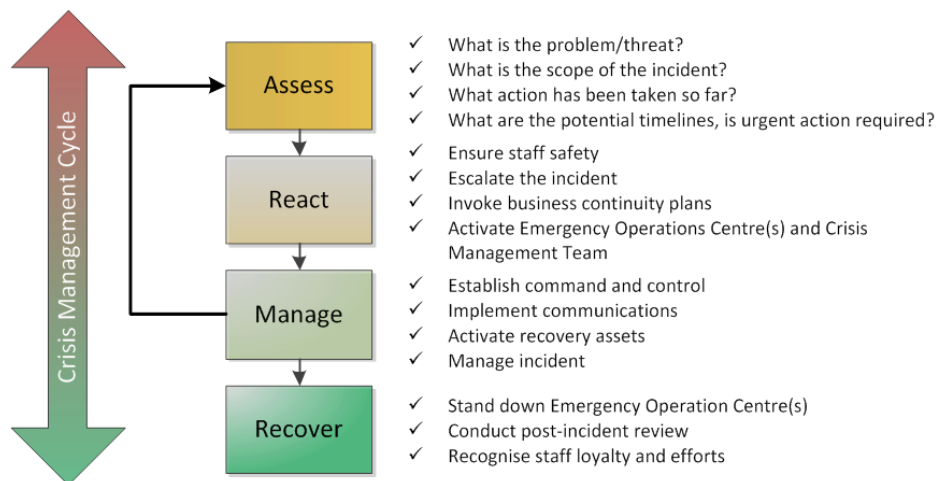 Crisis Management Cycle
Assess
✓ What is the problem/threat?
✓ What is the scope of the incident?
✓ What action has been taken so far?
✓ What are the potential timelines, is urgent action required?
React
✓ Ensure staff safety
✓ Escalate the incident
✓ Invoke business continuity plans
✓ Activate Emergency Operations Centre(s) and Crisis
Management Team
Manage
✓ Establish command and control
✓ Implement communications
✓ Activate recovery assets
✓ Manage incident
Recover
✓ Stand down Emergency Operation Centre(s)
✓ Conduct post-incident review
✓ Recognise staff loyalty and efforts